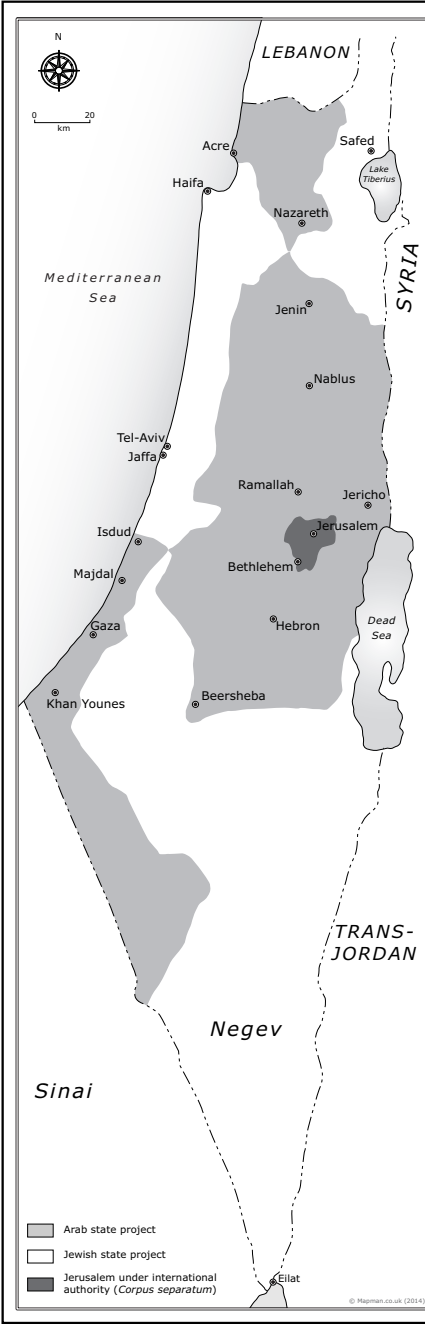 LEBANON
N
0 20
km
Acre
Safed
Lake
Tiberius
Haifa
Nazareth
SYRIA
Mediterranean
Sea
Jenin
Nablus
Tel-Aviv
Jaffa
Ramallah
Jericho
Isdud
Jerusalem
Bethlehem
Majdal
Gaza
Hebron
Dead
Sea
Khan Younes
Beersheba
TRANS-
JORDAN
Negev
Sinai
Arab state project
Jewish state project
Jerusalem under international
authority (Corpus separatum)
Eilat
© Mapman.co.uk (2014)